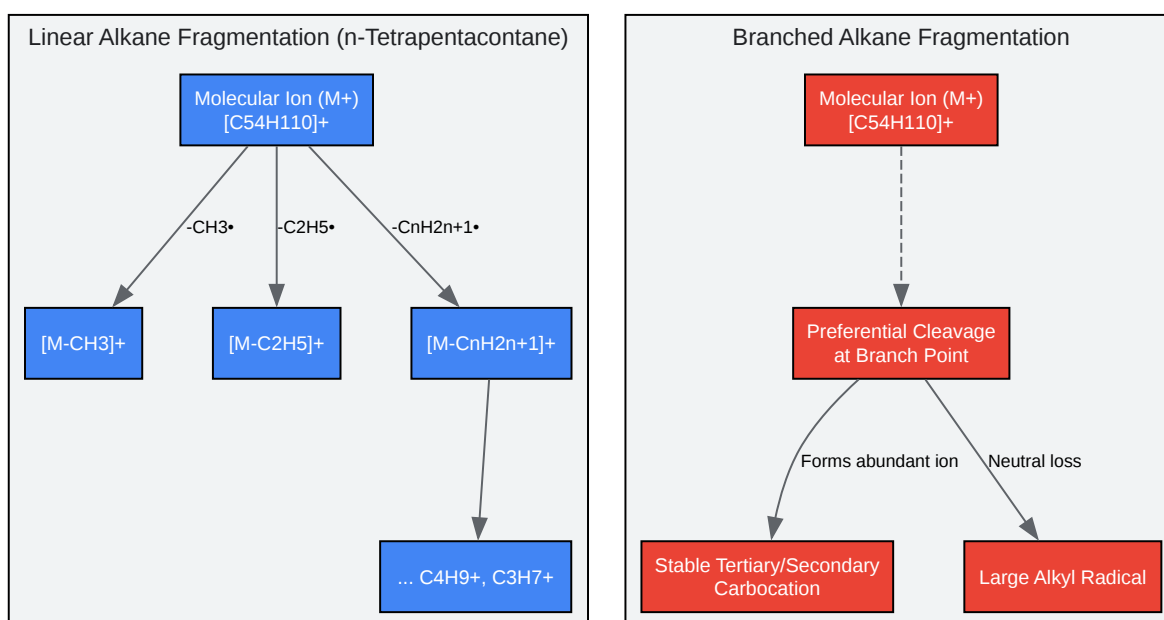 Linear Alkane Fragmentation (n-Tetrapentacontane)
Molecular Ion (M+)
[C54H110]+
-CH3•
-C2H5•
-CnH2n+1•
[M-CH3]+
[M-C2H5]+
[M-CnH2n+1]+
... C4H9+, C3H7+
Branched Alkane Fragmentation
Molecular Ion (M+)
[C54H110]+
Preferential Cleavage
at Branch Point
Forms abundant ion
Neutral loss
Stable Tertiary/Secondary
Carbocation
Large Alkyl Radical